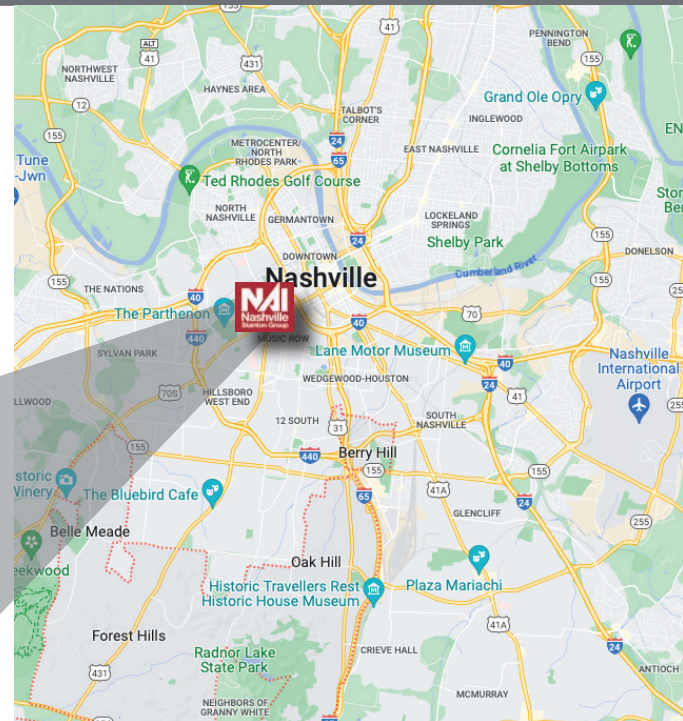 41
PENNINGTON
BEND
ALT
41
NORTHWEST
NASHVILLE
431
155
12
HAYNES AREA
Grand Ole Opry
TALBOT'S
CORNER
INGLEWOOD
155
METROCENTER/
NORTH
RHODES PARK
24
65
EAST NASHVILLE
Cornelia Fort Airpark
at Shelby Bottoms
Tune
-Jwn
Ted Rhodes Golf Course
NORTH
NASHVILLE
GERMANTOWN
LOCKELAND
SPRINGS
155
24
Shelby Park
DONELSON
DOWNTOWN
Nashville
Cumberland River
155
155
THE NATIONS
40
NAI
Nashville
Stanton Group
The Parthenon
70
40
440
MUSIC ROW
SYLVAN PARK
Lane Motor Museum
Nashville
International
Airport
40
WEDGEWOOD-HOUSTON
24
70S
HILLSBORO
WEST END
41
12 SOUTH
31
SOUTH
NASHVILLE
155
440
Berry Hill
155
155
65
41A
24
The Bluebird Cafe
GLENCLIFF
255
Belle Meade
Oak Hill
Plaza Mariachi
Historic Travellers Rest
Historic House Museum
41A
Forest Hills
24
Radnor Lake
State Park
CRIEVE HALL
431
ANTIOCH
MCMURRAY
NEIGHBORS OF
GRANNY WHITE